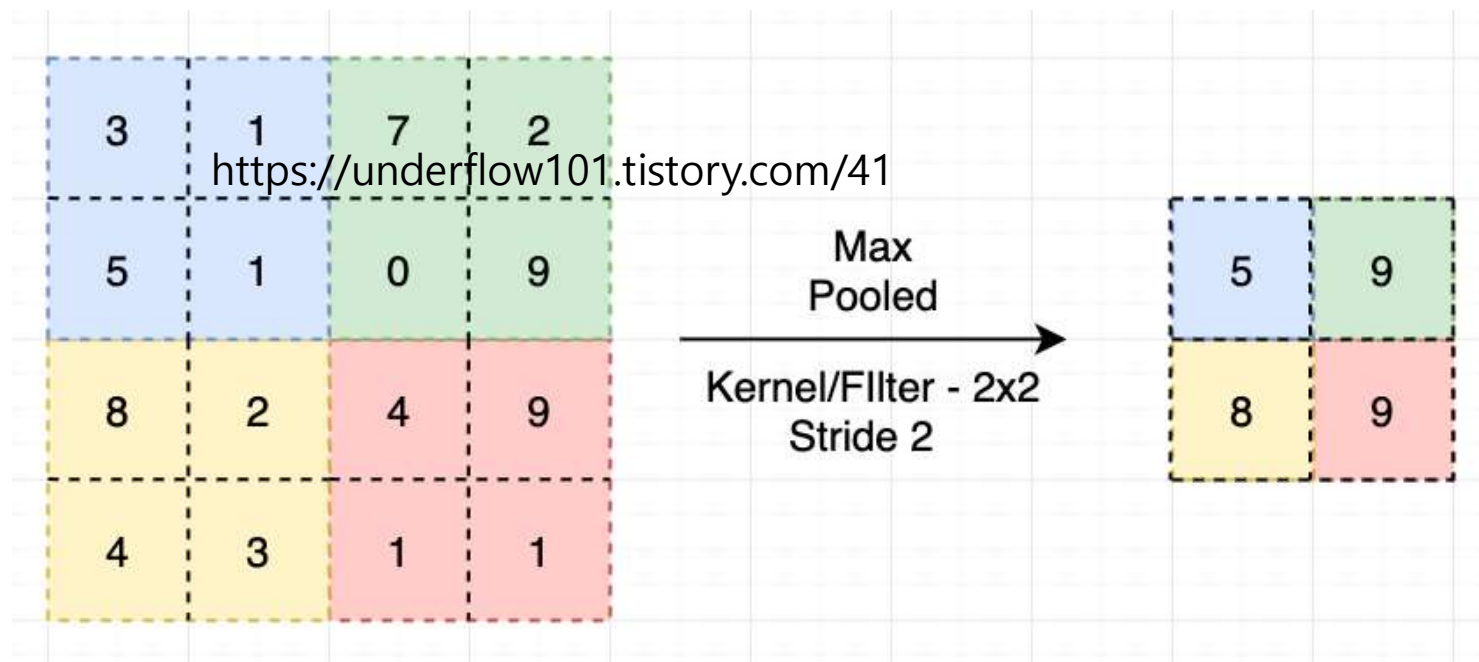 3 1 7 2
https://underflow101.tistory.com/41
5 1 0 9
8 2 4 9
4 3 1 1
Max
Pooled
Kernel/FIlter - 2x2
Stride 2
5 9
8 9